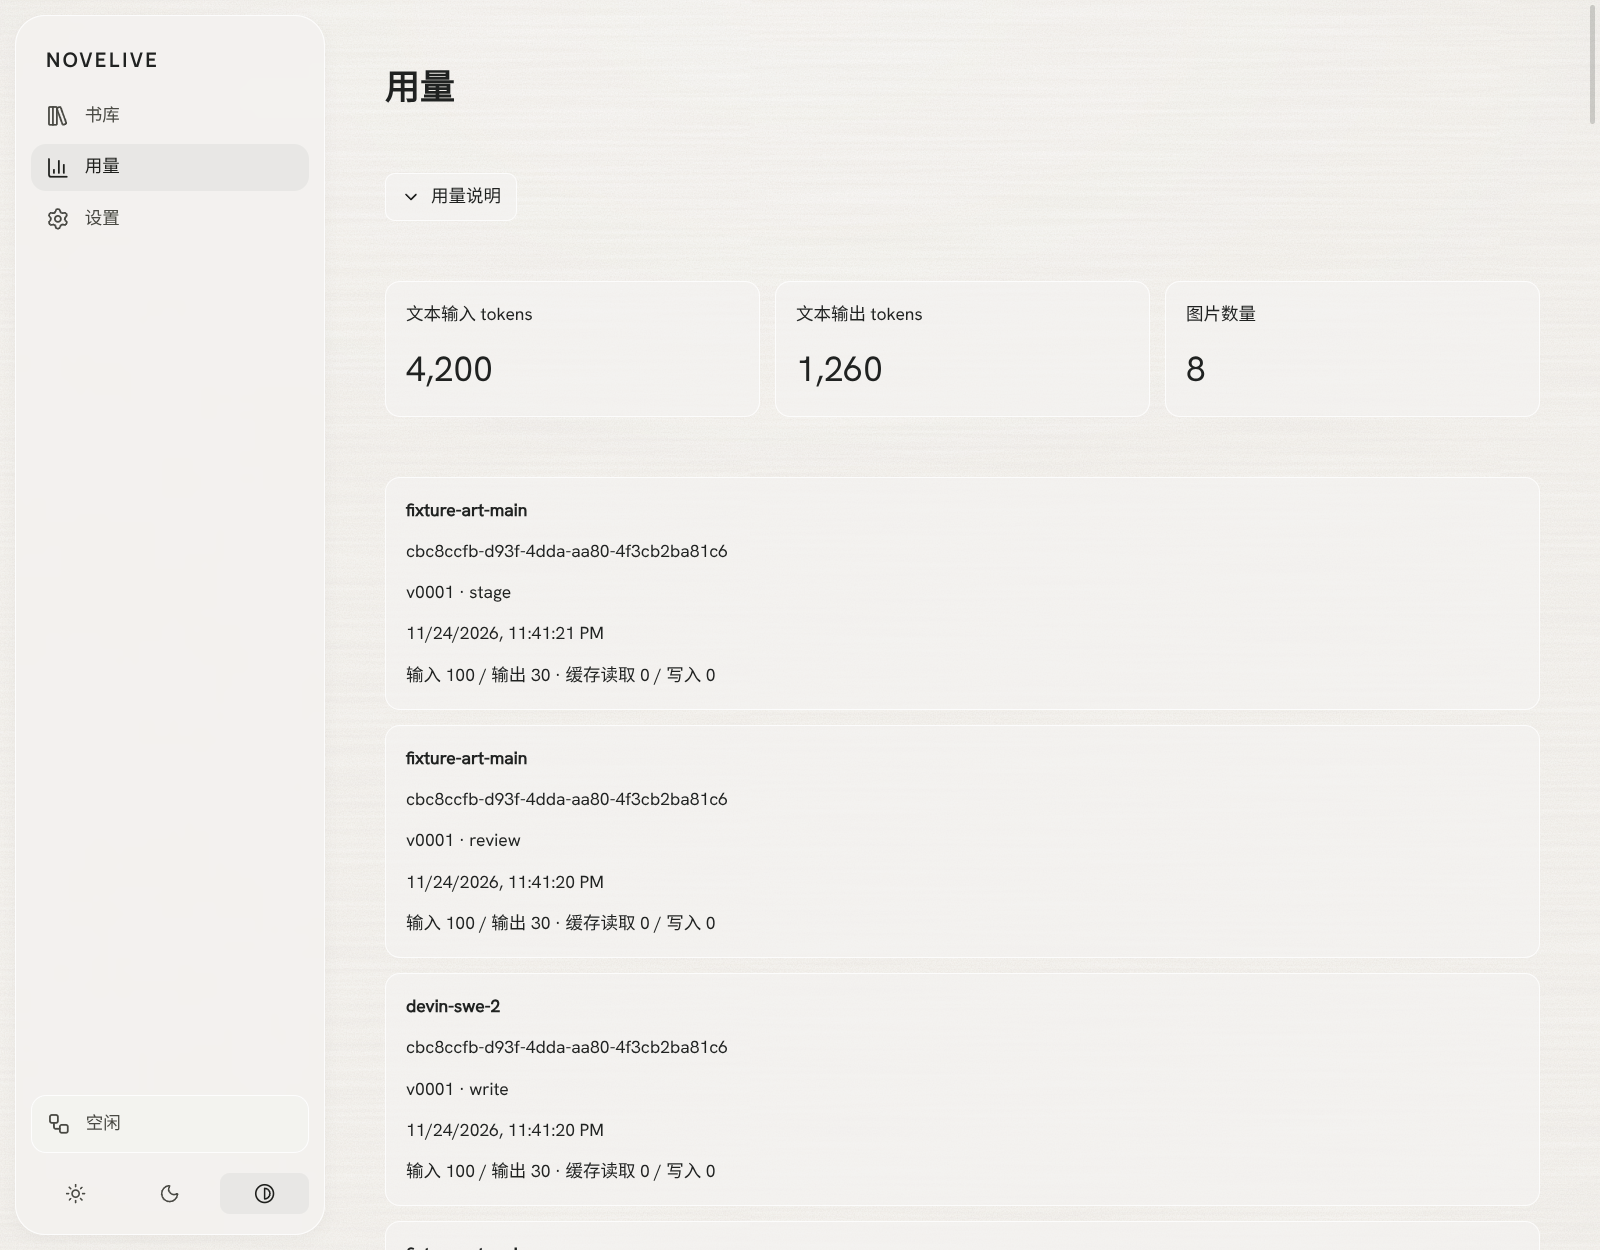 NOVELIVE
书库
用量
设置
空闲
用量
用量说明
文本输入 tokens
4,200
文本输出 tokens
1,260
图片数量
8
fixture-art-main
cbc8ccfb-d93f-4dda-aa80-4f3cb2ba81c6
v0001 · stage
11/24/2026, 11:41:21 PM
输入 100 / 输出 30 · 缓存读取 0 / 写入 0
fixture-art-main
cbc8ccfb-d93f-4dda-aa80-4f3cb2ba81c6
v0001 · review
11/24/2026, 11:41:20 PM
输入 100 / 输出 30 · 缓存读取 0 / 写入 0
devin-swe-2
cbc8ccfb-d93f-4dda-aa80-4f3cb2ba81c6
v0001 · write
11/24/2026, 11:41:20 PM
输入 100 / 输出 30 · 缓存读取 0 / 写入 0